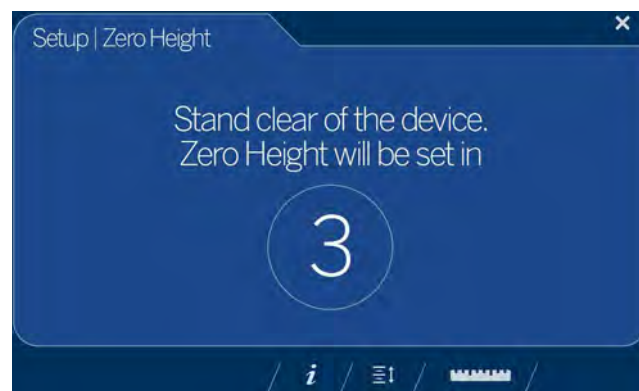 Setup | Zero Height
Stand clear of the device.
Zero Height will be set in
3
i